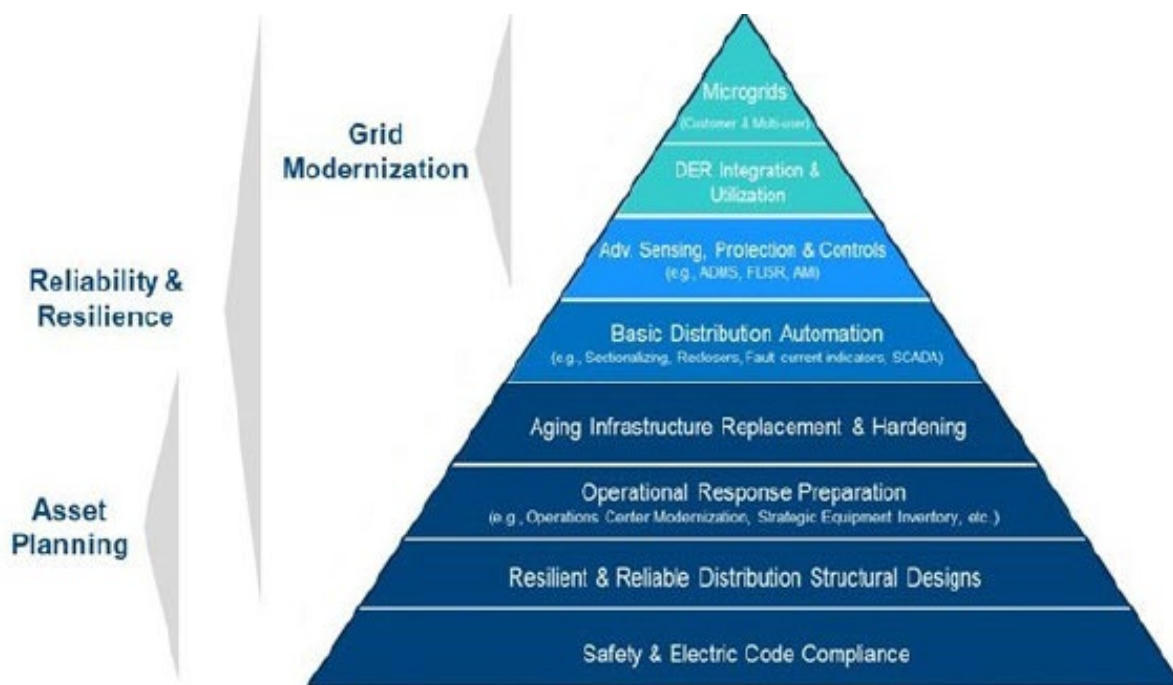 Grid
Modernization
Reliability &
Resilience
Asset
Planning
Microgrids
(Customer & Multi-user)
DER Integration &
Utilization
Adv. Sensing, Protection & Controls
(e.g., ADMS, FLISR, AMI)
Basic Distribution Automation
(e.g., Sectionalizing, Reclosers, Fault current indicators, SCADA)
Aging Infrastructure Replacement & Hardening
Operational Response Preparation
(e.g., Operations Center Modernization, Strategic Equipment Inventory, etc.)
Resilient & Reliable Distribution Structural Designs
Safety & Electric Code Compliance